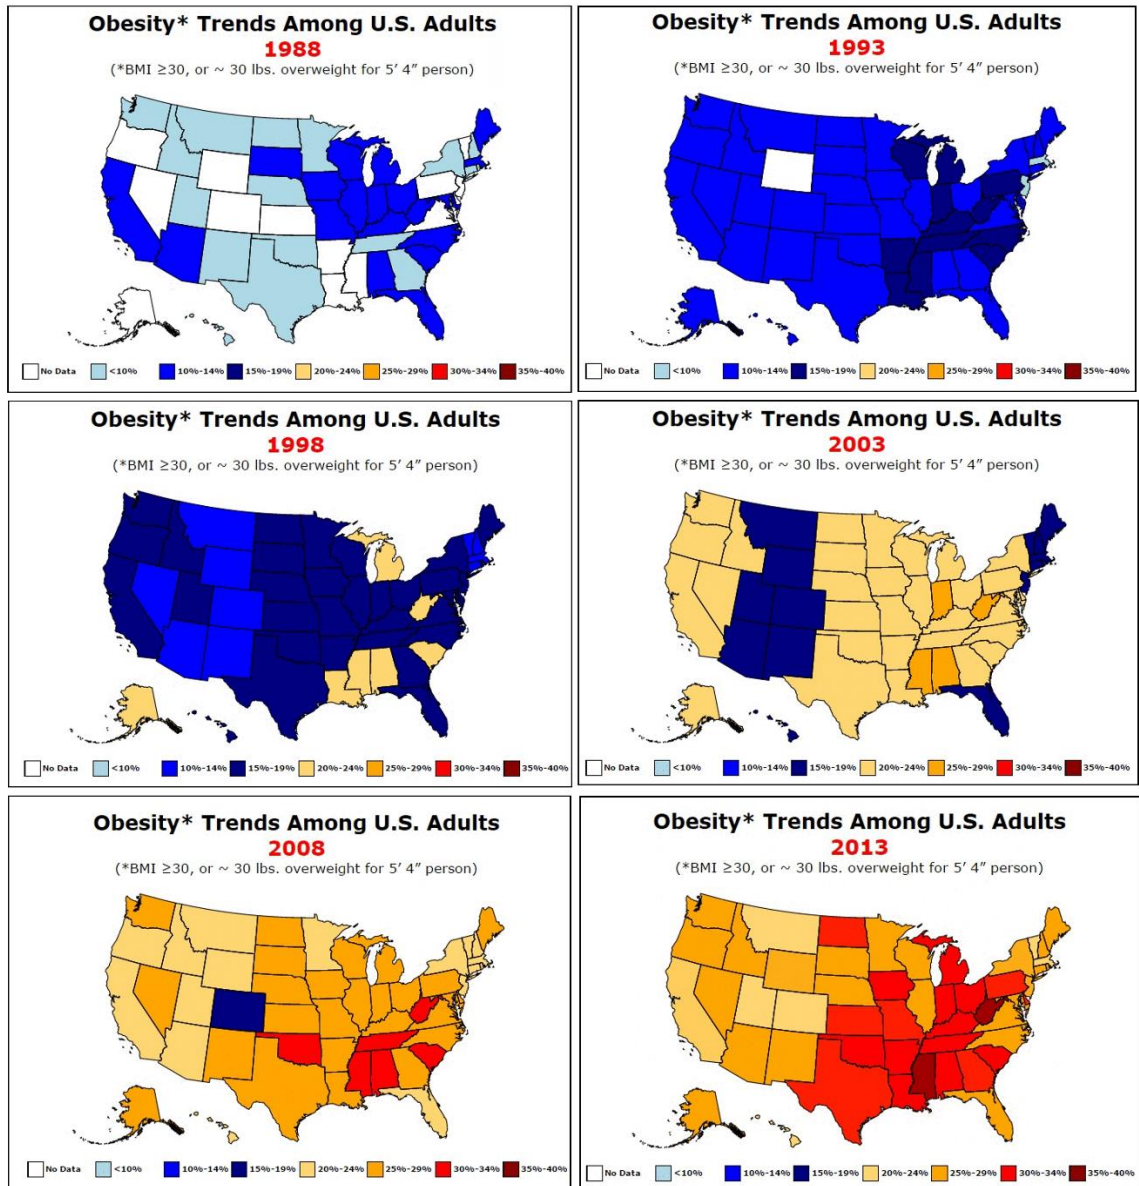 Obesity* Trends Among U.S. Adults
1988
(*BMI ≥30, or ~ 30 lbs. overweight for 5’ 4” person)
No Data <10% 10%-14% 15%-19% 20%-24% 25%-29% 30%-34% 35%-40%
Obesity* Trends Among U.S. Adults
1993
(*BMI ≥30, or ~ 30 lbs. overweight for 5’ 4” person)
No Data <10% 10%-14% 15%-19% 20%-24% 25%-29% 30%-34% 35%-40%
Obesity* Trends Among U.S. Adults
1998
(*BMI ≥30, or ~ 30 lbs. overweight for 5’ 4” person)
No Data <10% 10%-14% 15%-19% 20%-24% 25%-29% 30%-34% 35%-40%
Obesity* Trends Among U.S. Adults
2003
(*BMI ≥30, or ~ 30 lbs. overweight for 5’ 4” person)
No Data <10% 10%-14% 15%-19% 20%-24% 25%-29% 30%-34% 35%-40%
Obesity* Trends Among U.S. Adults
2008
(*BMI ≥30, or ~ 30 lbs. overweight for 5’ 4” person)
No Data <10% 10%-14% 15%-19% 20%-24% 25%-29% 30%-34% 35%-40%
Obesity* Trends Among U.S. Adults
2013
(*BMI ≥30, or ~ 30 lbs. overweight for 5’ 4” person)
No Data <10% 10%-14% 15%-19% 20%-24% 25%-29% 30%-34% 35%-40%